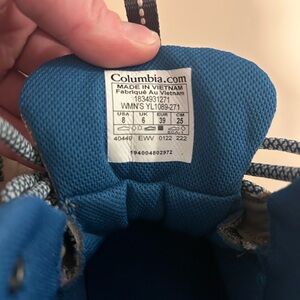 Columbia.com
MADE IN VIETNAM
Fabriqué Au Vietnam
1834931271
WMN'S YL1089-271
USA UK EUR CM
8 6 39 25
40440 EWV 0122 222
194004802972